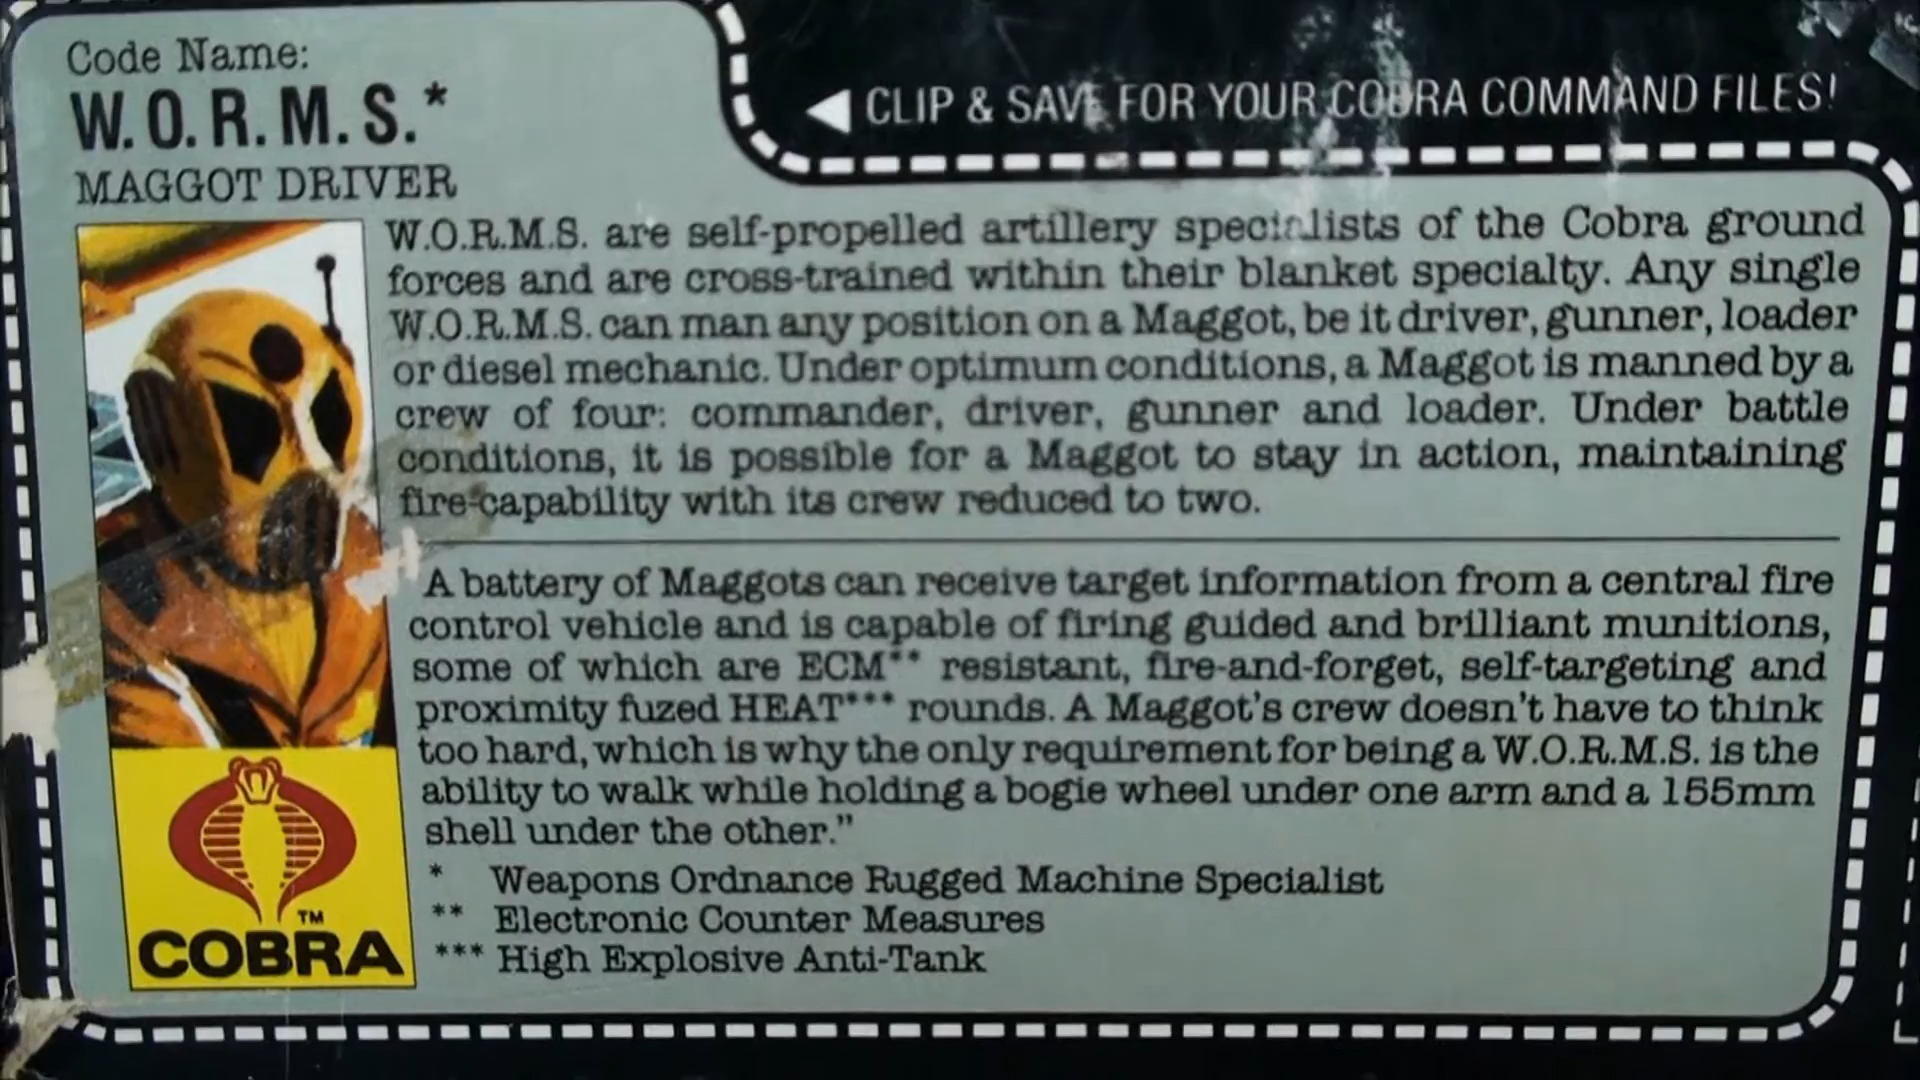 Code Name:
W.O.R.M.S.*
MAGGOT DRIVER
CLIP & SAVE FOR YOUR COBRA COMMAND FILES!
W.O.R.M.S. are self-propelled artillery specialists of the Cobra ground
forces and are cross-trained within their blanket specialty. Any single
W.O.R.M.S. can man any position on a Maggot, be it driver, gunner, loader
or diesel mechanic. Under optimum conditions, a Maggot is manned by a
crew of four: commander, driver, gunner and loader. Under battle
conditions, it is possible for a Maggot to stay in action, maintaining
fire-capability with its crew reduced to two.
A battery of Maggots can receive target information from a central fire
control vehicle and is capable of firing guided and brilliant munitions,
some of which are ECM** resistant, fire-and-forget, self-targeting and
proximity fuzed HEAT*** rounds. A Maggot's crew doesn't have to think
too hard, which is why the only requirement for being a W.O.R.M.S. is the
ability to walk while holding a bogie wheel under one arm and a 155mm
shell under the other."
* Weapons Ordnance Rugged Machine Specialist
** Electronic Counter Measures
*** High Explosive Anti-Tank
TM
COBRA